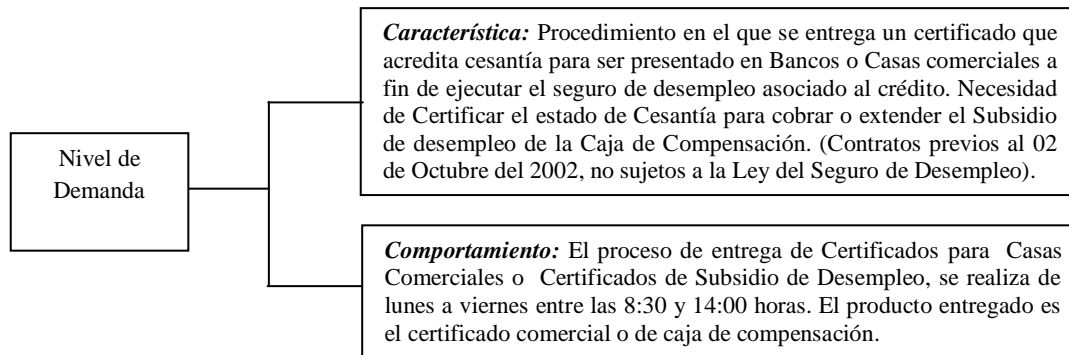 Característica: Procedimiento en el que se entrega un certificado que
acredita cesantía para ser presentado en Bancos o Casas comerciales a
fin de ejecutar el seguro de desempleo asociado al crédito. Necesidad
de Certificar el estado de Cesantía para cobrar o extender el Subsidio
de desempleo de la Caja de Compensación. (Contratos previos al 02
de Octubre del 2002, no sujetos a la Ley del Seguro de Desempleo).
Nivel de
Demanda
Comportamiento: El proceso de entrega de Certificados para Casas
Comerciales o Certificados de Subsidio de Desempleo, se realiza de
lunes a viernes entre las 8:30 y 14:00 horas. El producto entregado es
el certificado comercial o de caja de compensación.